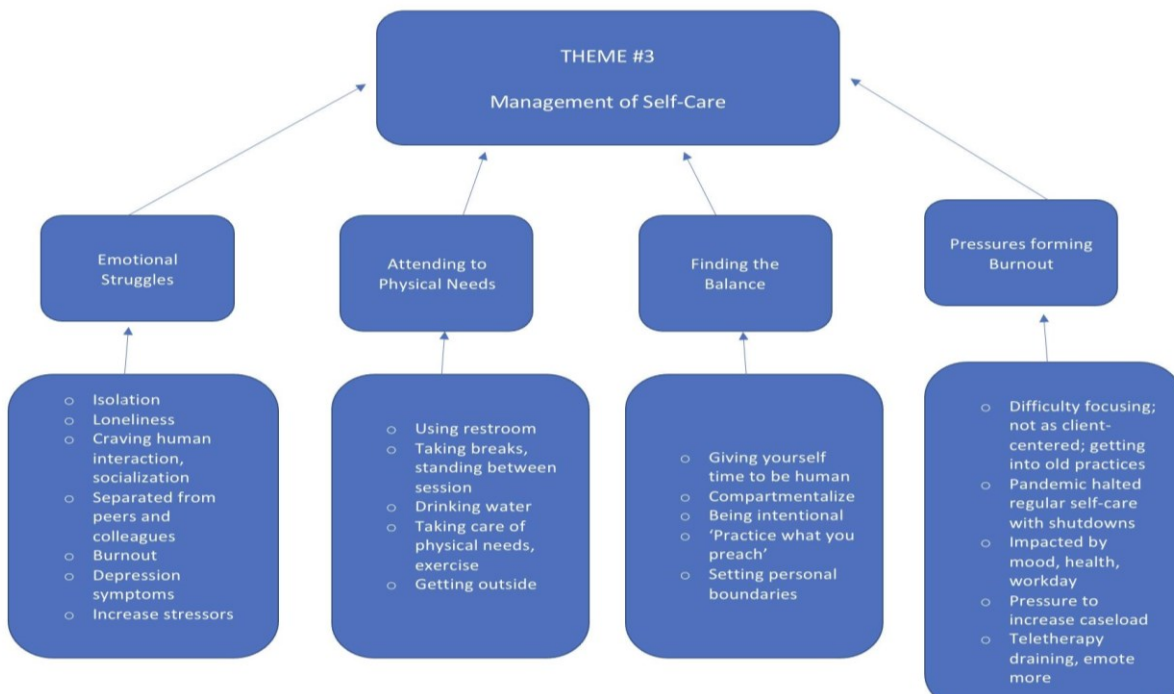 THEME #3
Management of Self-Care
Emotional
Struggles
Attending to
Physical Needs
Finding the
Balance
Pressures forming
Burnout
o Isolation
o Loneliness
o Craving human
interaction,
socialization
o Separated from
peers and
colleagues
o Burnout
o Depression
symptoms
o Increase stressors
o Using restroom
o Taking breaks,
standing between
session
o Drinking water
o Taking care of
physical needs,
exercise
o Getting outside
o Giving yourself
time to be human
o Compartmentalize
o Being intentional
o ‘Practice what you
preach’
o Setting personal
boundaries
o Difficulty focusing;
not as client-
centered; getting
into old practices
o Pandemic halted
regular self-care
with shutdowns
o Impacted by
mood, health,
workday
o Pressure to
increase caseload
o Teletherapy
draining, emote
more